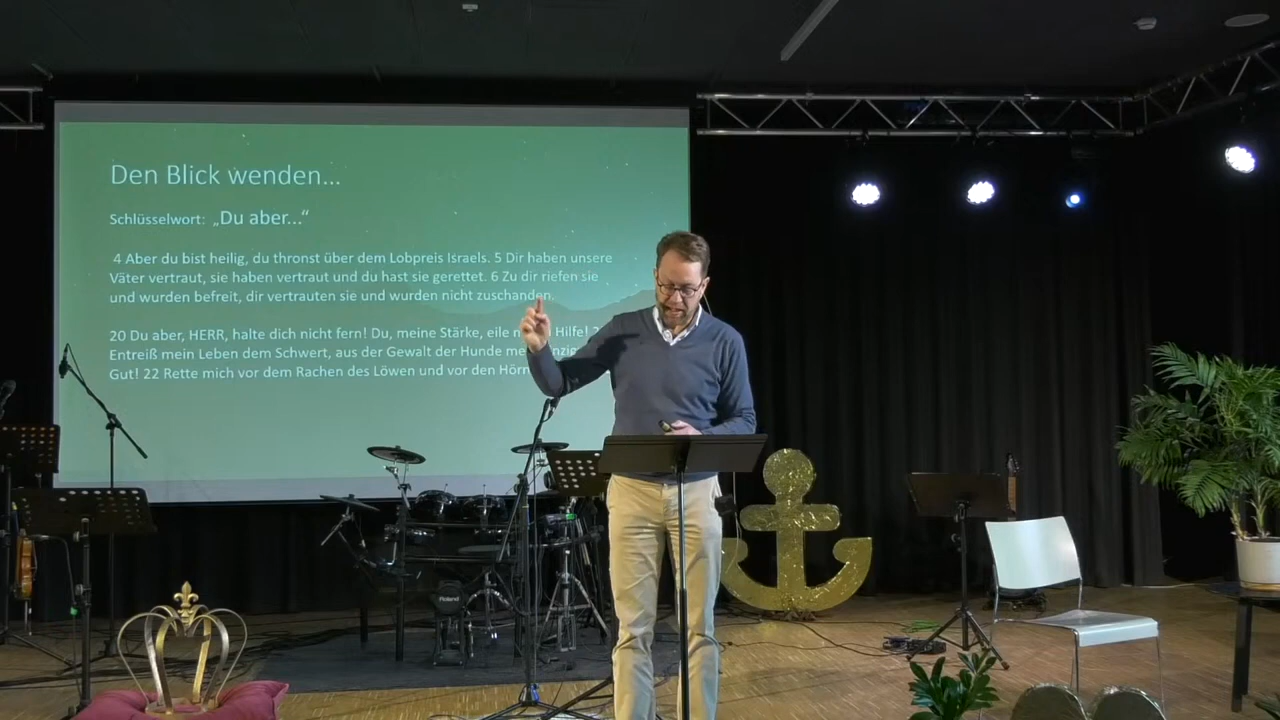 Den Blick wenden...
Schlüsselwort: „Du aber...“
4 Aber du bist heilig, du thronst über dem Lobpreis Israels. 5 Dir haben unsere
Väter vertraut, sie haben vertraut und du hast sie gerettet. 6 Zu dir riefen sie
und wurden befreit, dir vertrauten sie und wurden nicht zuschanden.
20 Du aber, HERR, halte dich nicht fern! Du, meine Stärke, eile Hilfe!
Entreiß mein Leben dem Schwert, aus der Gewalt der Hunde
Gut! 22 Rette mich vor dem Rachen des Löwen und vor den
Roland